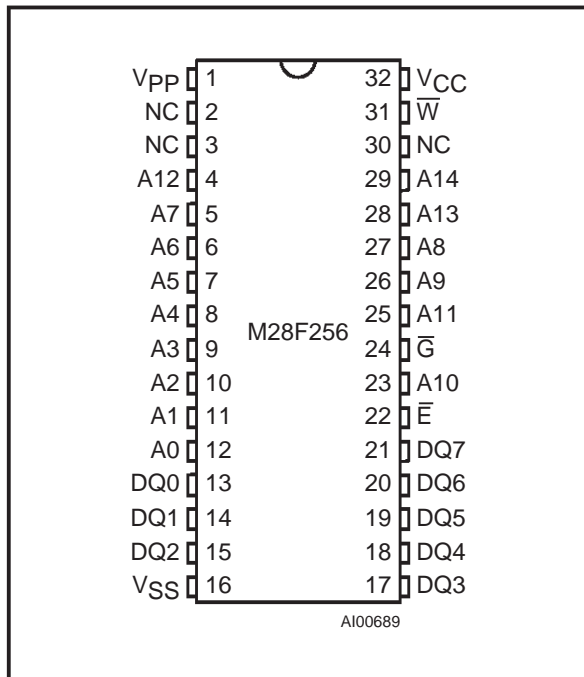 VPP 1 32 VCC
NC 2 31 W̅
NC 3 30 NC
A12 4 29 A14
A7 5 28 A13
A6 6 27 A8
A5 7 26 A9
A4 8 25 A11
M28F256
A3 9 24 G̅
A2 10 23 A10
A1 11 22 E̅
A0 12 21 DQ7
DQ0 13 20 DQ6
DQ1 14 19 DQ5
DQ2 15 18 DQ4
VSS 16 17 DQ3
AI00689